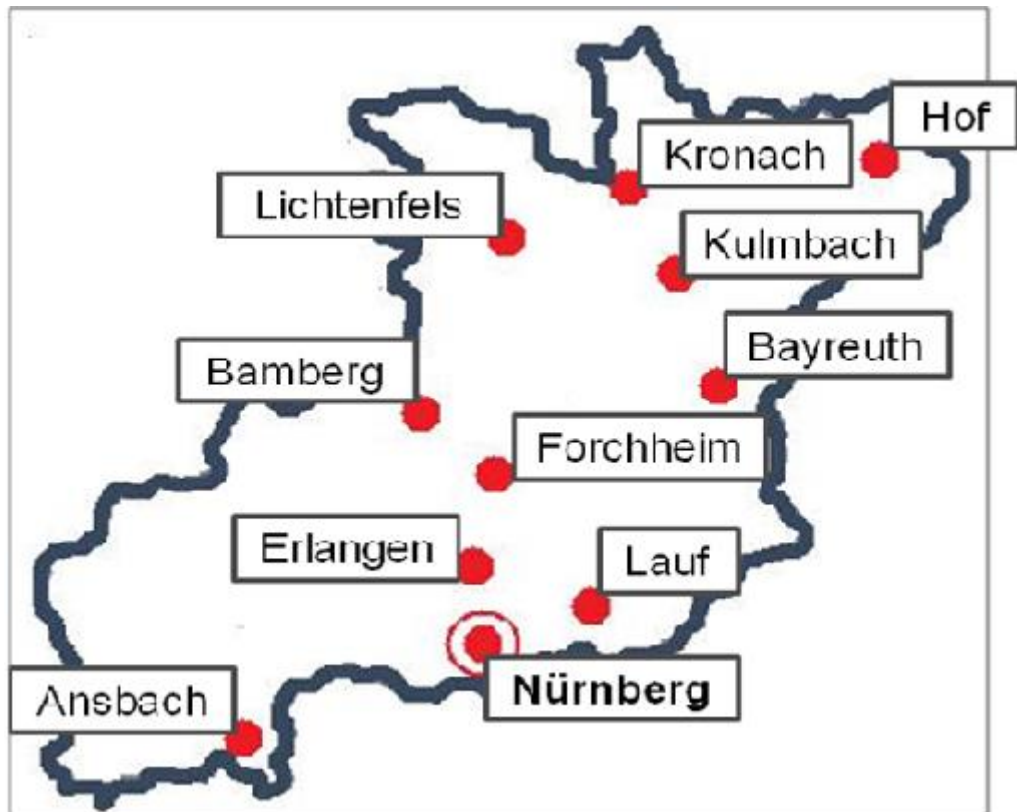 Hof
Kronach
Lichtenfels
Kulmbach
Bayreuth
Bamberg
Forchheim
Erlangen
Lauf
Nürnberg
Ansbach